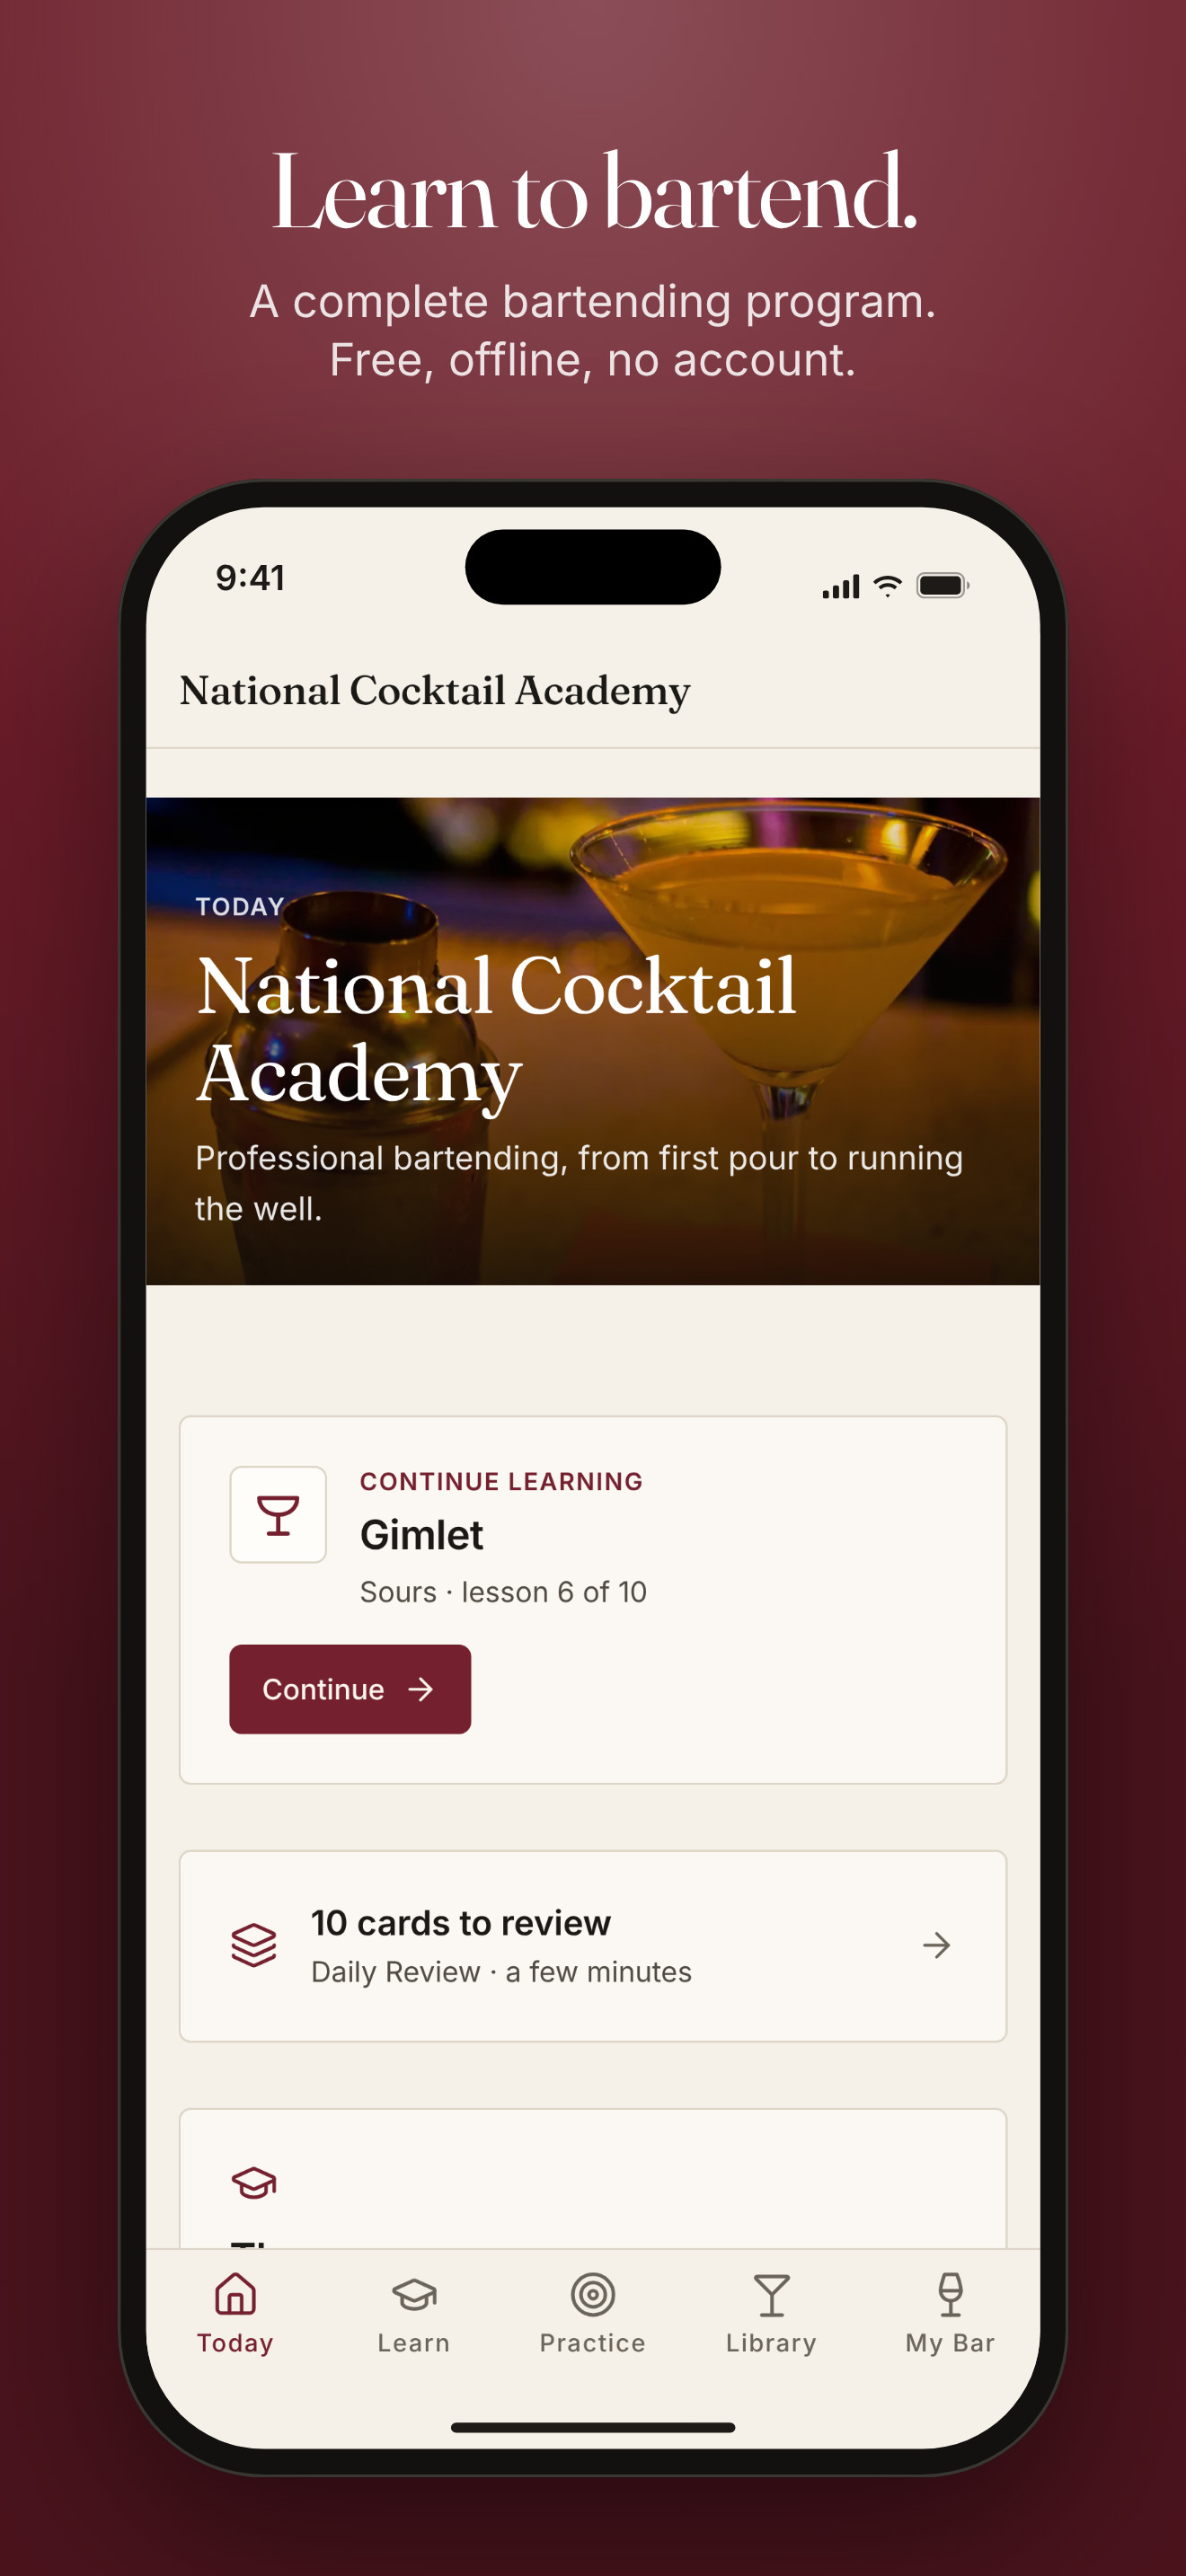 Learn to bartend.
A complete bartending program.
Free, offline, no account.
9:41
National Cocktail Academy
TODAY
National Cocktail
Academy
Professional bartending, from first pour to running
the well.
CONTINUE LEARNING
Gimlet
Sours · lesson 6 of 10
Continue
10 cards to review
Daily Review · a few minutes
Today
Learn
Practice
Library
My Bar